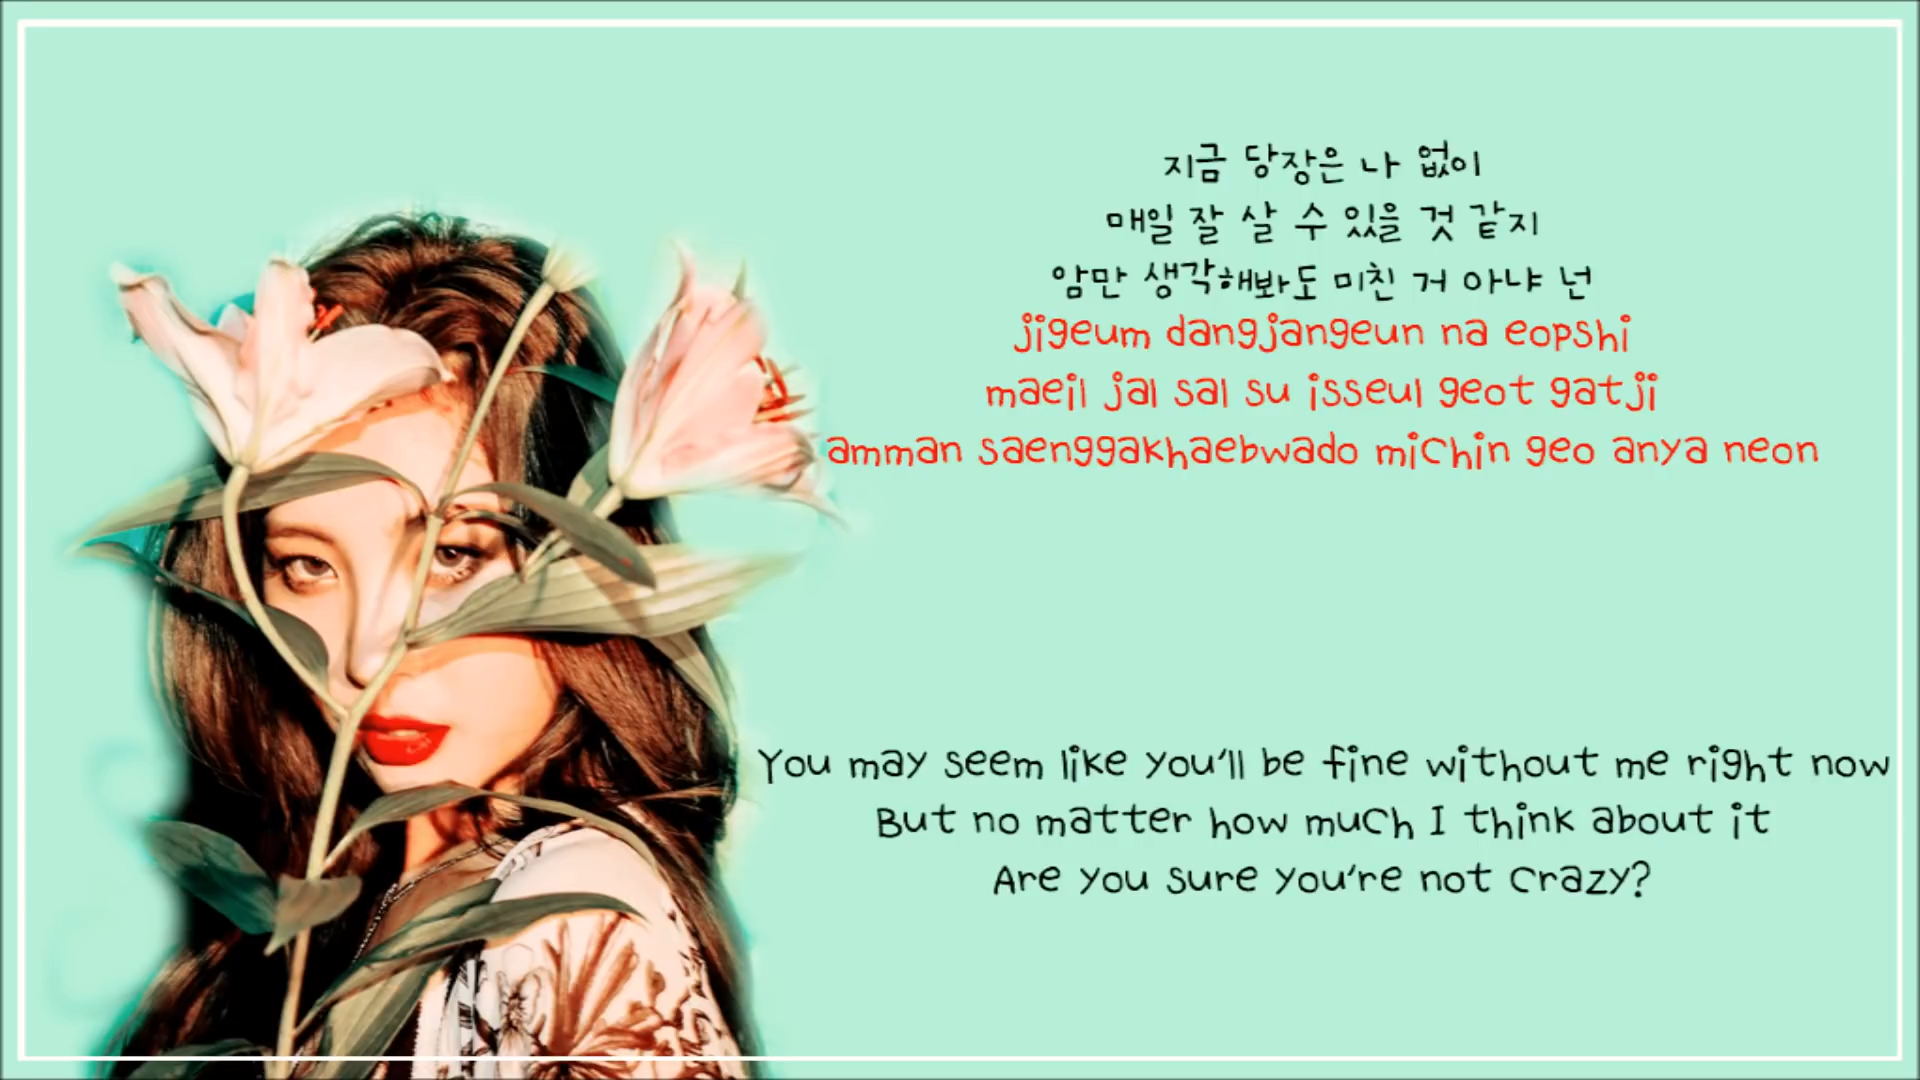 지금 당장은 나 없이
매일 잘 살 수 있을 것 같지
암만 생각해봐도 미친 거 아냐 넌
jigeum dangjangeun na eopshi
maeil jal sal su isseul geot gatji
amman saenggakhaebwado michin geo anya neon
You may seem like you'll be fine without me right now
But no matter how much I think about it
Are you sure you're not crazy?